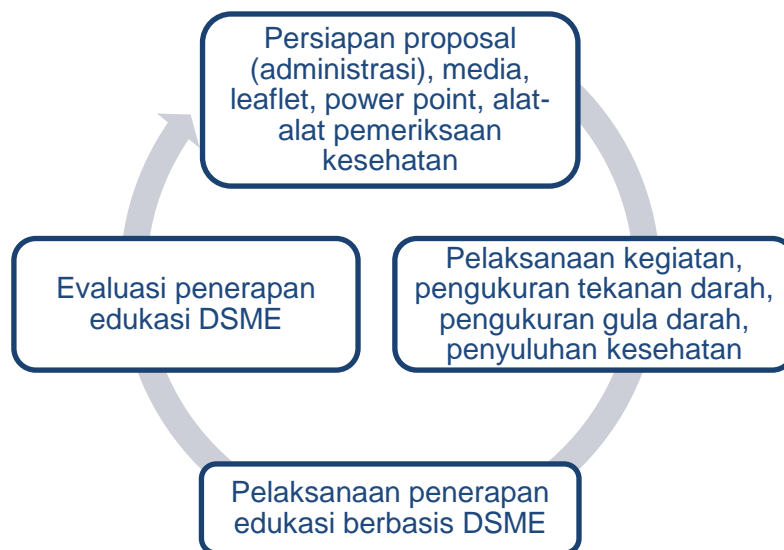 Persiapan proposal
(administrasi), media,
leaflet, power point, alat-
alat pemeriksaan
kesehatan
Pelaksanaan kegiatan,
pengukuran tekanan darah,
pengukuran gula darah,
penyuluhan kesehatan
Pelaksanaan penerapan
edukasi berbasis DSME
Evaluasi penerapan
edukasi DSME